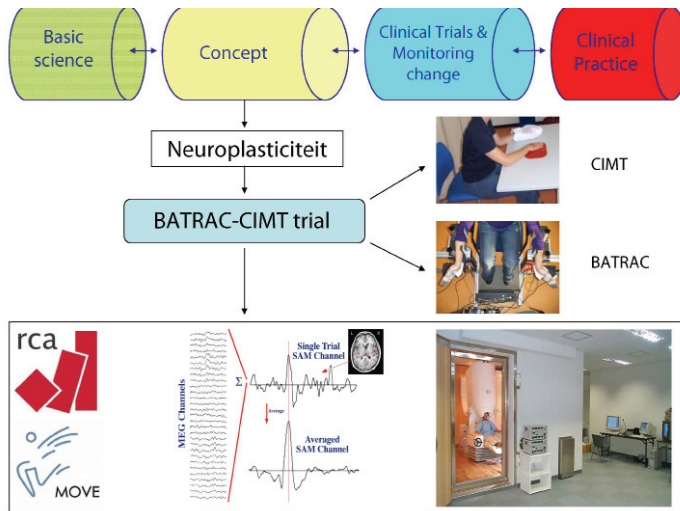 Basic
science
Concept
Clinical Trials &
Monitoring
change
Clinical
Practice
Neuroplasticiteit
CIMT
BATRAC-CIMT trial
BATRAC
rca
MOVE
MEG Channels
Σ
Single Trial
SAM Channel
L R
Average
Averaged
SAM Channel